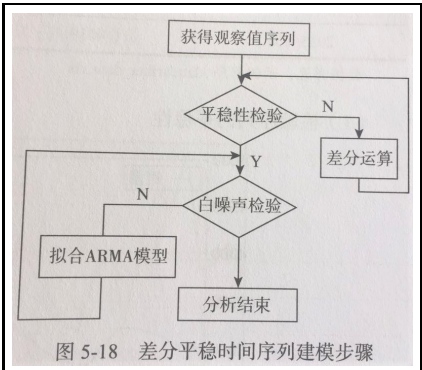 获得观察值序列
平稳性检验
N
差分运算
Y
白噪声检验
N
拟合ARMA模型
分析结束
图 5-18 差分平稳时间序列建模步骤